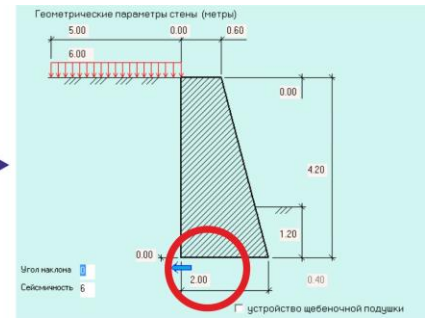 Геометрические параметры стены (метры)
5.00 0.00 0.60
6.00
0.00
4.20
1.20
0.00
Угол наклона 0
Сейсмичность 6
2.00 0.40
устройство щебеночной подушки